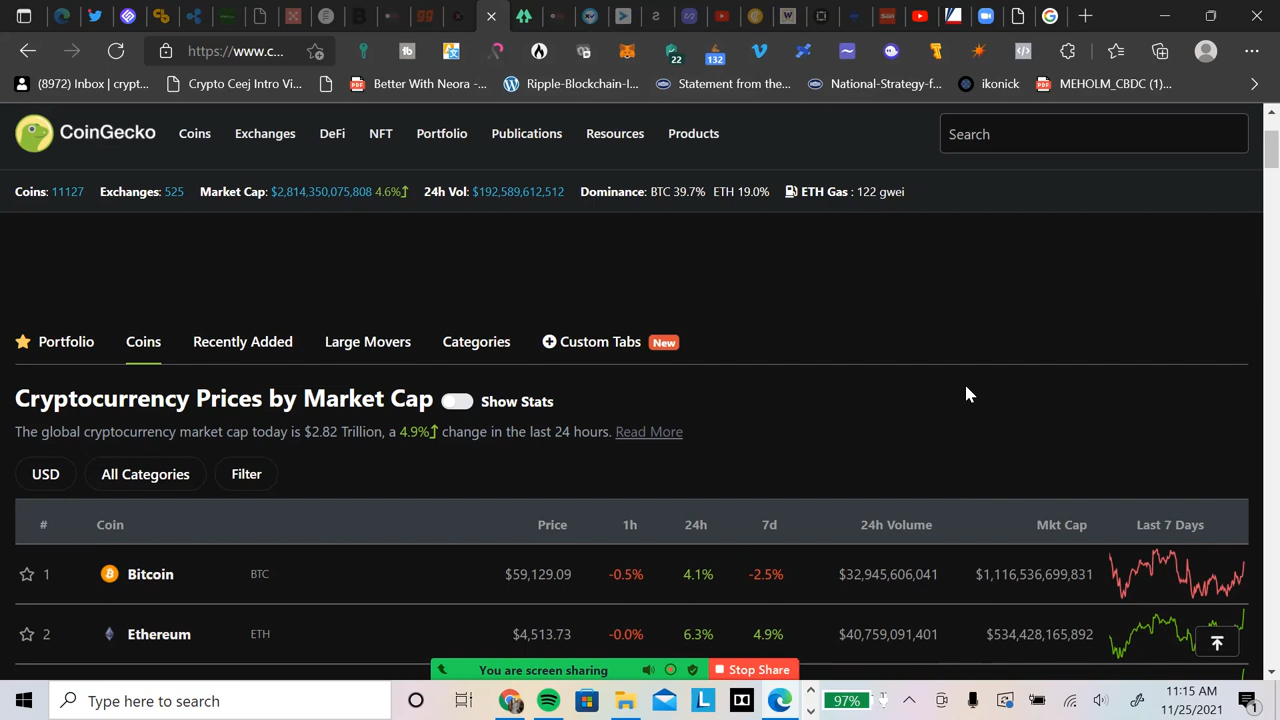 https://www.c...
22
132
(8972) Inbox | crypt...
Crypto Ceej Intro Vi...
Better With Neora -...
Ripple-Blockchain-I...
Statement from the...
National-Strategy-f...
ikonick
MEHOLM_CBDC (1)...
CoinGecko
Coins
Exchanges
DeFi
NFT
Portfolio
Publications
Resources
Products
Search
Coins: 11127 Exchanges: 525 Market Cap: $2,814,350,075,808 4.6% 24h Vol: $192,589,612,512 Dominance: BTC 39.7% ETH 19.0% ETH Gas : 122 gwei
Portfolio
Coins
Recently Added
Large Movers
Categories
Custom Tabs New
Cryptocurrency Prices by Market Cap Show Stats
The global cryptocurrency market cap today is $2.82 Trillion, a 4.9% change in the last 24 hours. Read More
USD
All Categories
Filter
# Coin Price 1h 24h 7d 24h Volume Mkt Cap Last 7 Days
1 Bitcoin BTC $59,129.09 -0.5% 4.1% -2.5% $32,945,606,041 $1,116,536,699,831
2 Ethereum ETH $4,513.73 -0.0% 6.3% 4.9% $40,759,091,401 $534,428,165,892
You are screen sharing
Stop Share
Type here to search
97%
11:15 AM
11/25/2021
1